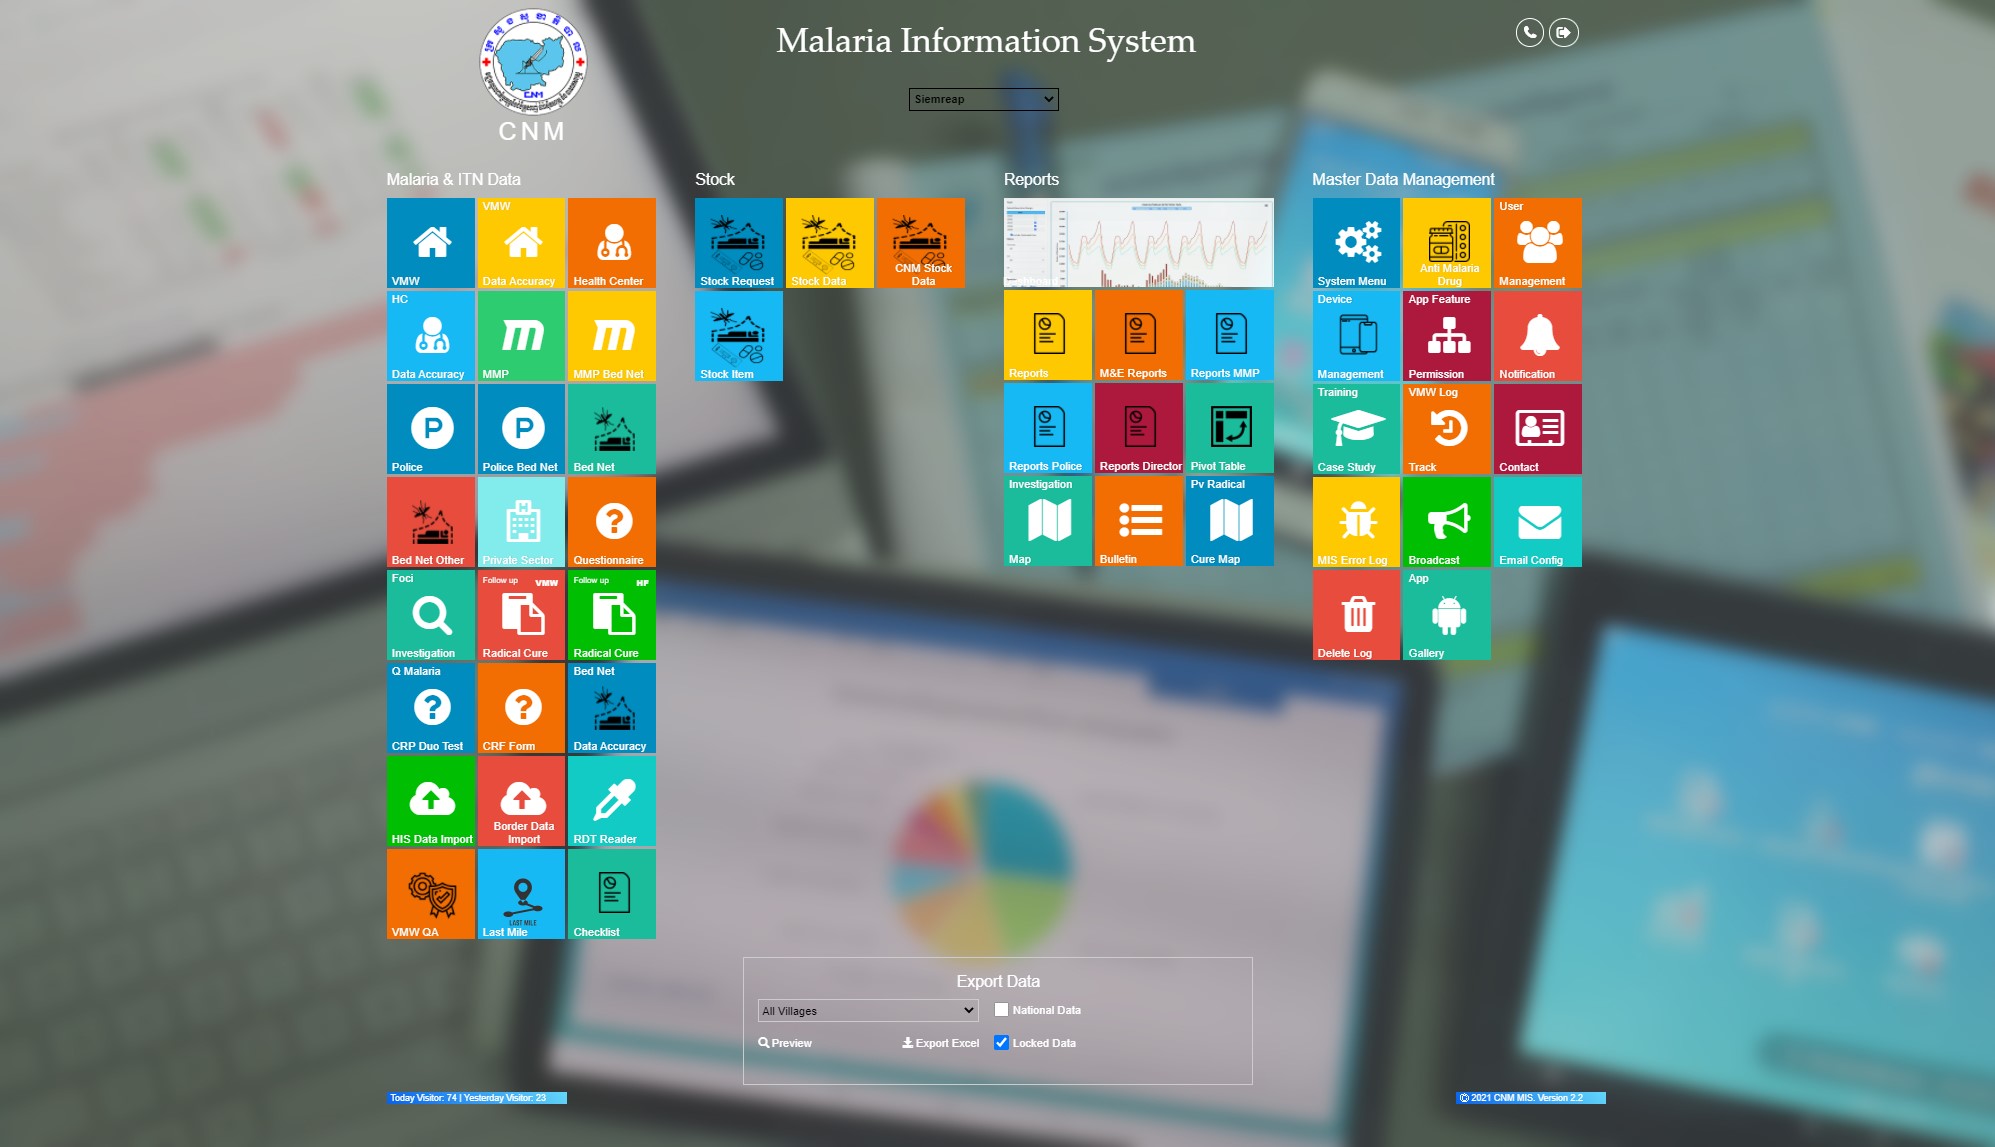 CNM
CNM
Malaria Information System
Siemreap
Malaria & ITN Data
VMW
VMW
Data Accuracy
Health Center
HC
Data Accuracy
MMP
MMP Bed Net
Police
Police Bed Net
Bed Net
Bed Net Other
Private Sector
Questionnaire
Foci
Investigation
Follow up VMW
Radical Cure
Follow up HF
Radical Cure
Q Malaria
CRP Duo Test
CRF Form
Bed Net
Data Accuracy
HIS Data Import
Border Data
Import
RDT Reader
VMW QA
LAST MILE
Last Mile
Checklist
Stock
Stock Request
Stock Data
CNM Stock
Data
Stock Item
Reports
Reports
M&E Reports
Reports MMP
Reports Police
Reports Director
Pivot Table
Investigation
Map
Bulletin
Pv Radical
Cure Map
Master Data Management
System Menu
Anti Malaria
Drug
User
Management
Device
Management
App Feature
Permission
Notification
Training
Case Study
VMW Log
Track
Contact
MIS Error Log
Broadcast
Email Config
Delete Log
App
Gallery
Export Data
All Villages
National Data
Preview
Export Excel
Locked Data
Today Visitor: 74 | Yesterday Visitor: 23
© 2021 CNM MIS. Version 2.2